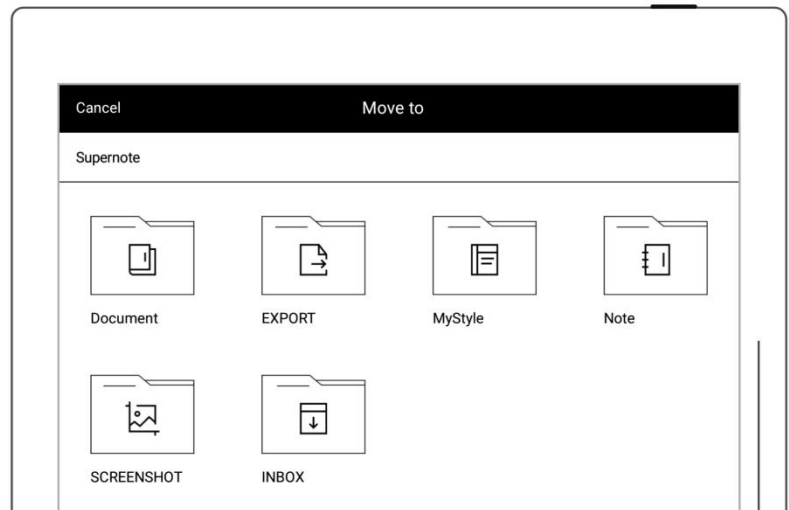 Cancel Move to
Supernote
Document EXPORT MyStyle Note
SCREENSHOT INBOX